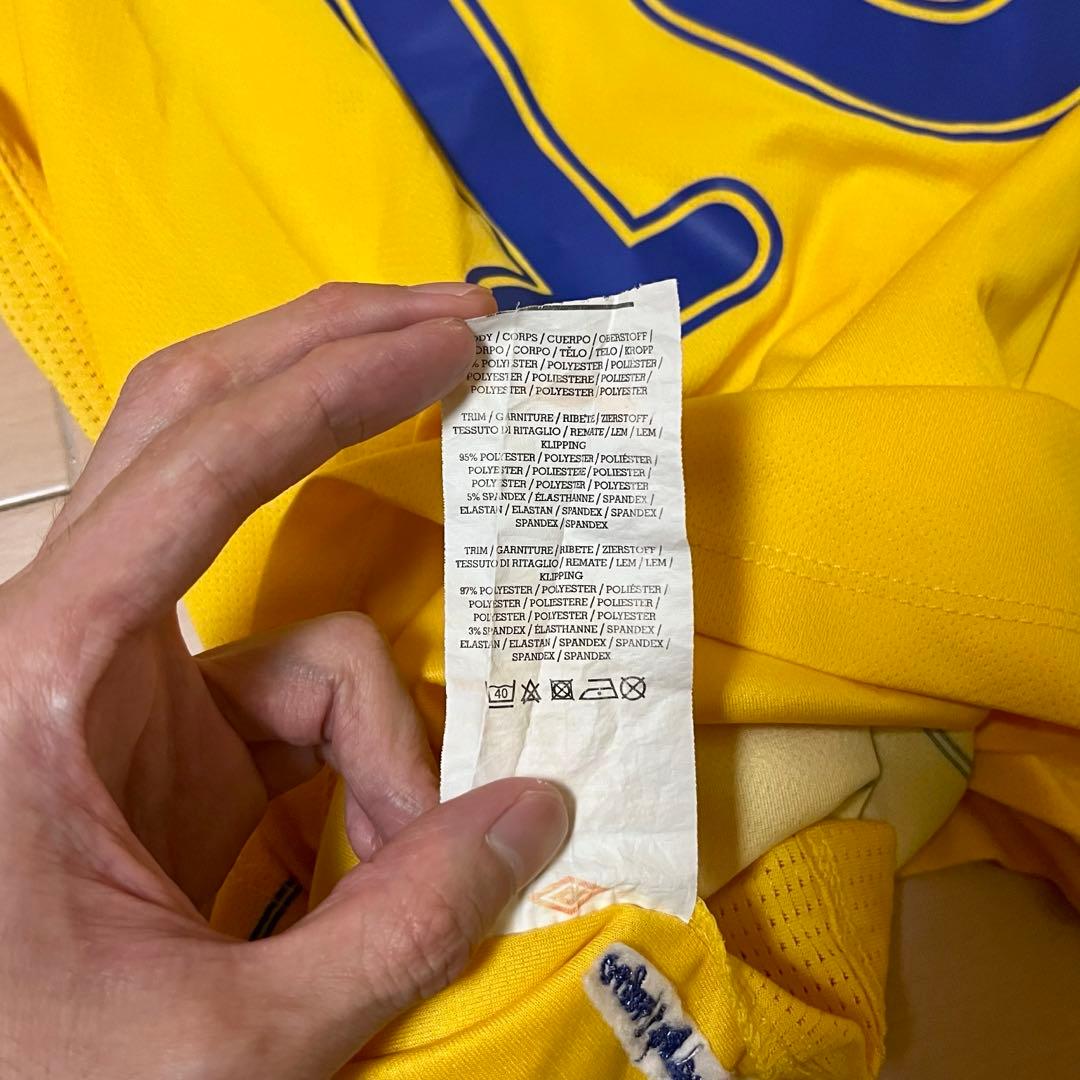 DY / CORPS / CUERPO / OBERSTOFF /
ORPO / CORPO / TÉLO / TELO / KROPP
% POLYESTER / POLYESTER / POLIÉSTER /
POLYESTER / POLIESTERE / POLIESTER /
POLYESTER / POLYESTER / POLYESTER
TRIM / GARNITURE / RIBETE / ZIERSTOFF /
TESSUTO DI RITAGLIO / REMATE / LEM / LEM /
KLIPPING
95% POLYESTER / POLYESTER / POLIÉSTER /
POLYESTER / POLIESTERE / POLIESTER /
POLYESTER / POLYESTER / POLYESTER
5% SPANDEX / ÉLASTHANNE / SPANDEX /
ELASTAN / ELASTAN / SPANDEX / SPANDEX /
SPANDEX / SPANDEX
TRIM / GARNITURE / RIBETE / ZIERSTOFF /
TESSUTO DI RITAGLIO / REMATE / LEM / LEM /
KLIPPING
97% POLYESTER / POLYESTER / POLIÉSTER /
POLYESTER / POLIESTERE / POLIESTER /
POLYESTER / POLYESTER / POLYESTER
3% SPANDEX / ÉLASTHANNE / SPANDEX /
ELASTAN / ELASTAN / SPANDEX / SPANDEX /
SPANDEX / SPANDEX
40